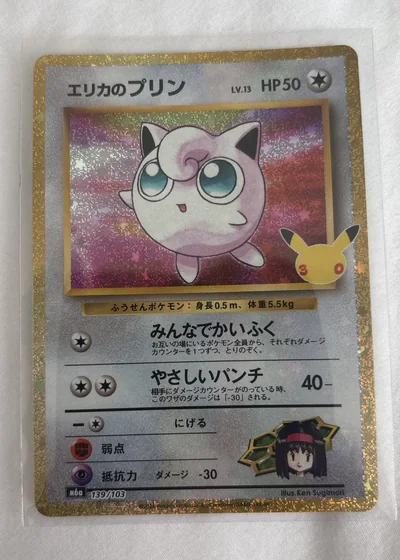 エリカのプリン LV.13 HP50
30
ふうせんポケモン：身長0.5m、体重5.5kg
みんなでかいふく
お互いの場にいるポケモン全員から、それぞれダメージ
カウンターを1つずつ、とりのぞく。
やさしいパンチ 40−
相手にダメージカウンターがのっている時、
このワザのダメージは「-30」される。
にげる
弱点
抵抗力 ダメージ -30
139/103
Illus. Ken Sugimori